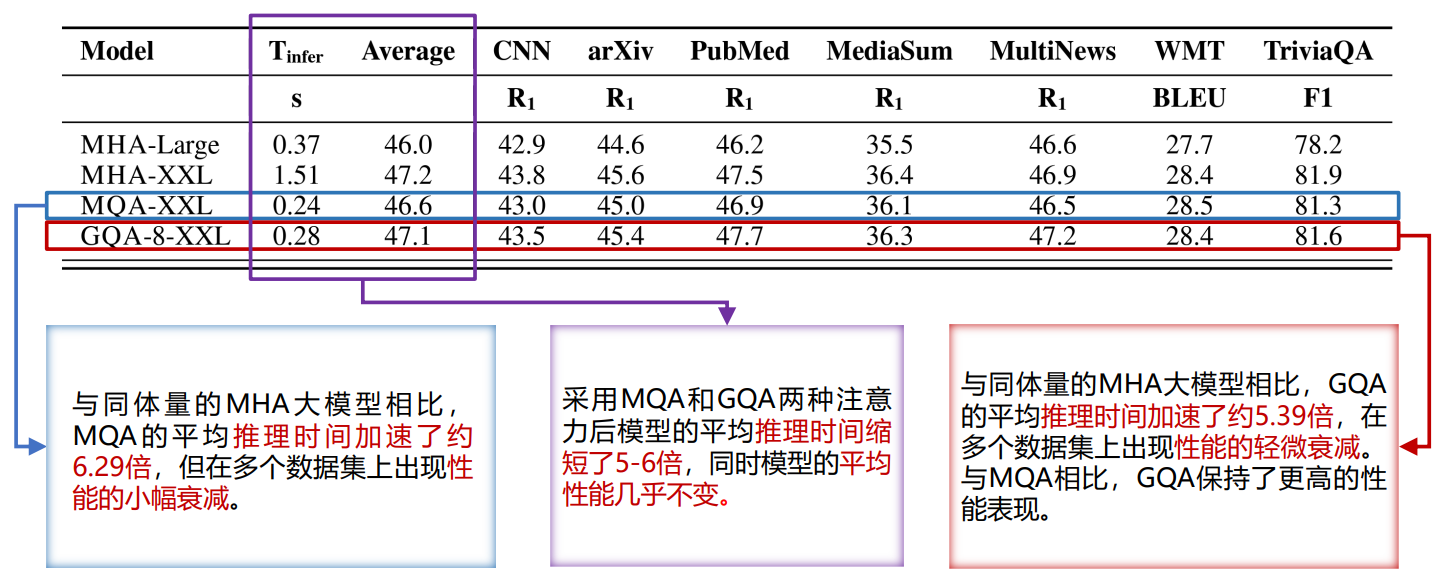 Model T_infer Average CNN arXiv PubMed MediaSum MultiNews WMT TriviaQA
s R₁ R₁ R₁ R₁ R₁ BLEU F1
MHA-Large 0.37 46.0 42.9 44.6 46.2 35.5 46.6 27.7 78.2
MHA-XXL 1.51 47.2 43.8 45.6 47.5 36.4 46.9 28.4 81.9
MQA-XXL 0.24 46.6 43.0 45.0 46.9 36.1 46.5 28.5 81.3
GQA-8-XXL 0.28 47.1 43.5 45.4 47.7 36.3 47.2 28.4 81.6
与同体量的MHA大模型相比，
MQA的平均推理时间加速了约
6.29倍，但在多个数据集上出现性
能的小幅衰减。
采用MQA和GQA两种注意
力后模型的平均推理时间缩
短了5-6倍，同时模型的平均
性能几乎不变。
与同体量的MHA大模型相比，GQA
的平均推理时间加速了约5.39倍，在
多个数据集上出现性能的轻微衰减。
与MQA相比，GQA保持了更高的性
能表现。